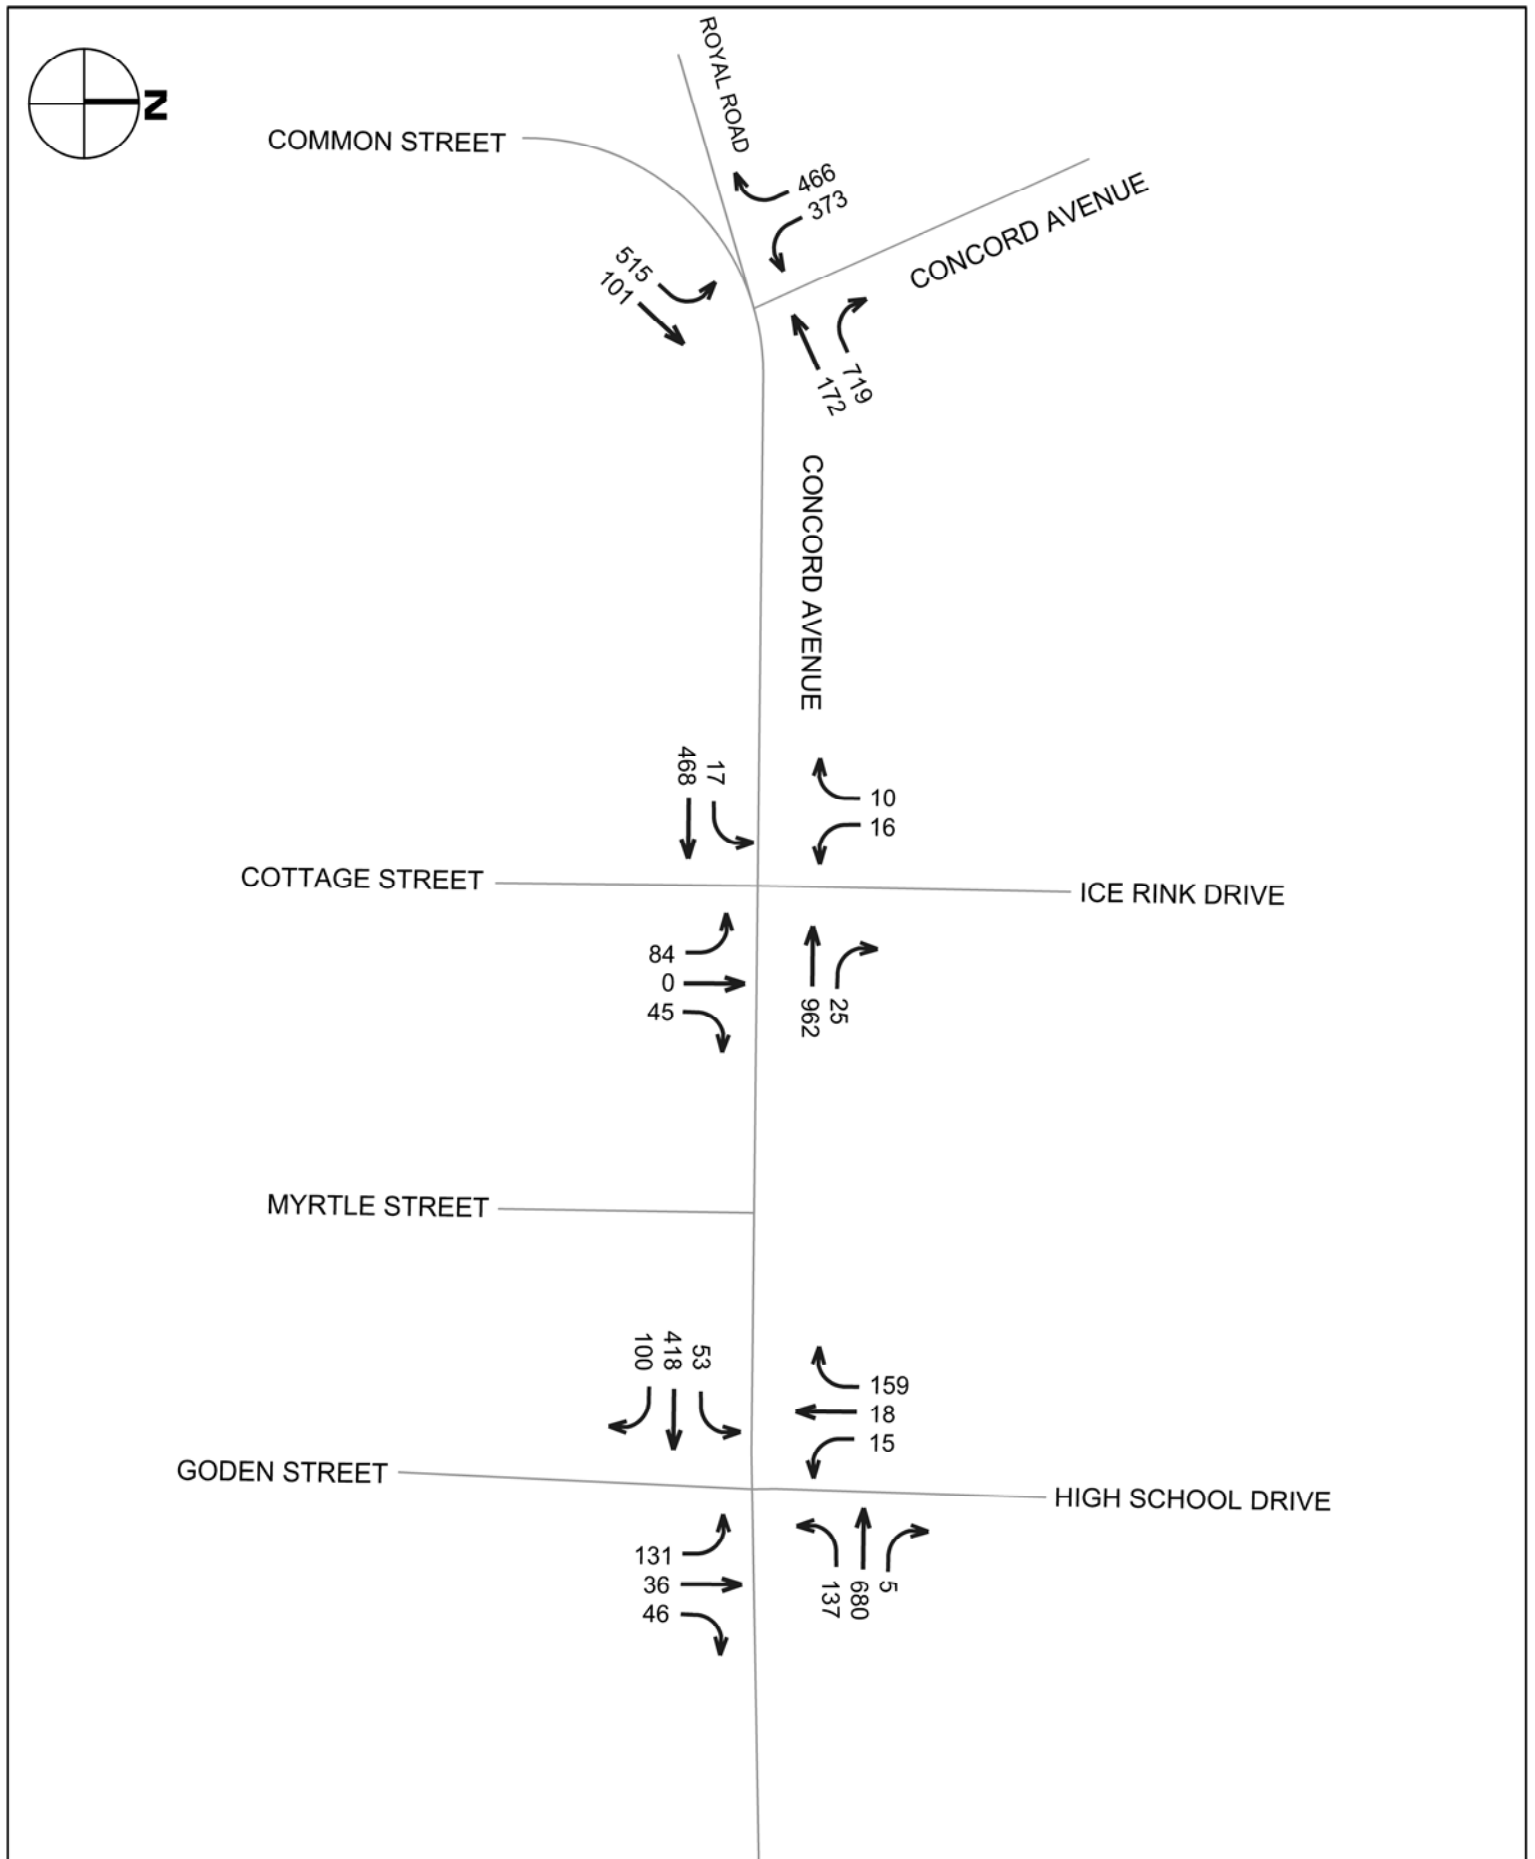 ROYAL ROAD
N
COMMON STREET
466
373
CONCORD AVENUE
515
101
719
172
CONCORD AVENUE
468
17
10
16
COTTAGE STREET
ICE RINK DRIVE
84
0
45
962
25
MYRTLE STREET
100
418
53
159
18
15
GODEN STREET
HIGH SCHOOL DRIVE
131
36
46
137
680
5